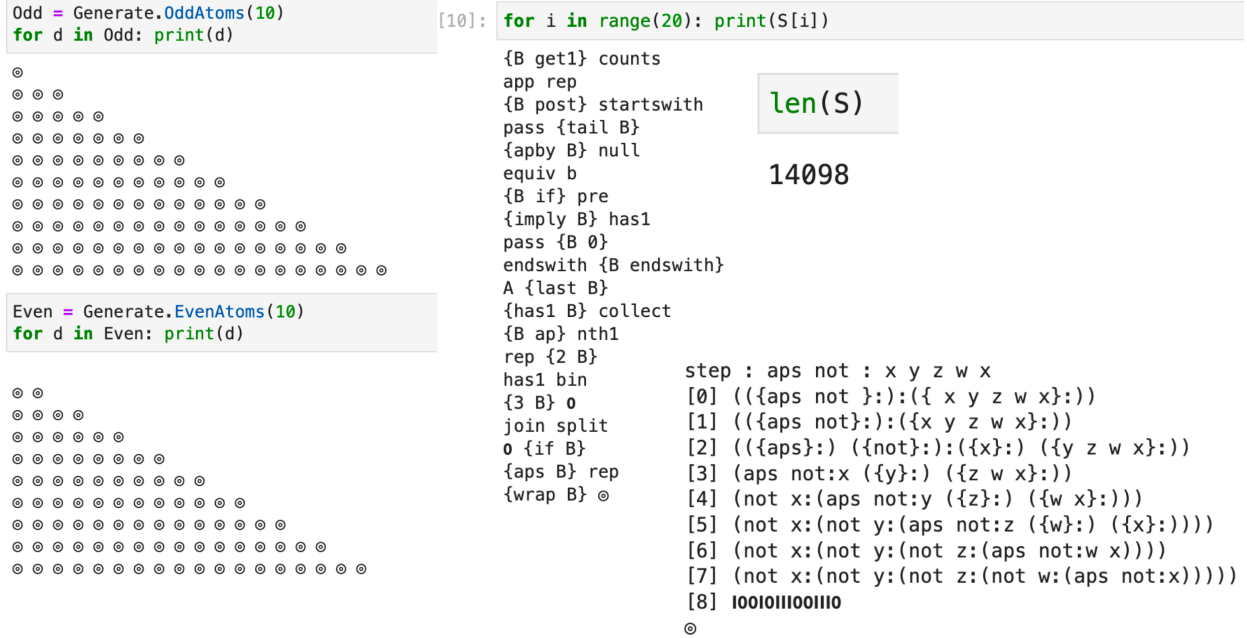 Odd = Generate.OddAtoms(10)
for d in Odd: print(d)
◎
◎ ◎ ◎
◎ ◎ ◎ ◎ ◎
◎ ◎ ◎ ◎ ◎ ◎ ◎
◎ ◎ ◎ ◎ ◎ ◎ ◎ ◎ ◎
◎ ◎ ◎ ◎ ◎ ◎ ◎ ◎ ◎ ◎ ◎
◎ ◎ ◎ ◎ ◎ ◎ ◎ ◎ ◎ ◎ ◎ ◎ ◎
◎ ◎ ◎ ◎ ◎ ◎ ◎ ◎ ◎ ◎ ◎ ◎ ◎ ◎ ◎
◎ ◎ ◎ ◎ ◎ ◎ ◎ ◎ ◎ ◎ ◎ ◎ ◎ ◎ ◎ ◎ ◎
◎ ◎ ◎ ◎ ◎ ◎ ◎ ◎ ◎ ◎ ◎ ◎ ◎ ◎ ◎ ◎ ◎ ◎ ◎
Even = Generate.EvenAtoms(10)
for d in Even: print(d)
◎ ◎
◎ ◎ ◎ ◎
◎ ◎ ◎ ◎ ◎ ◎
◎ ◎ ◎ ◎ ◎ ◎ ◎ ◎
◎ ◎ ◎ ◎ ◎ ◎ ◎ ◎ ◎ ◎
◎ ◎ ◎ ◎ ◎ ◎ ◎ ◎ ◎ ◎ ◎ ◎
◎ ◎ ◎ ◎ ◎ ◎ ◎ ◎ ◎ ◎ ◎ ◎ ◎ ◎
◎ ◎ ◎ ◎ ◎ ◎ ◎ ◎ ◎ ◎ ◎ ◎ ◎ ◎ ◎ ◎
◎ ◎ ◎ ◎ ◎ ◎ ◎ ◎ ◎ ◎ ◎ ◎ ◎ ◎ ◎ ◎ ◎ ◎
[10]: for i in range(20): print(S[i])
{B get1} counts
app rep
{B post} startswith
pass {tail B}
{apby B} null
equiv b
{B if} pre
{imply B} has1
pass {B 0}
endswith {B endswith}
A {last B}
{has1 B} collect
{B ap} nth1
rep {2 B}
has1 bin
{3 B} 𝗢
join split
𝗢 {if B}
{aps B} rep
{wrap B} ◎
len(S)
14098
step : aps not : x y z w x
[0] (({aps not }:):({ x y z w x}:))
[1] (({aps not}:):({x y z w x}:))
[2] (({aps}:) ({not}:):({x}:) ({y z w x}:))
[3] (aps not:x ({y}:) ({z w x}:))
[4] (not x:(aps not:y ({z}:) ({w x}:)))
[5] (not x:(not y:(aps not:z ({w}:) ({x}:))))
[6] (not x:(not y:(not z:(aps not:w x))))
[7] (not x:(not y:(not z:(not w:(aps not:x)))))
[8] 𝗜𝗢𝗢𝗜𝗢𝗜𝗜𝗜𝗢𝗢𝗜𝗜𝗜𝗢
◎